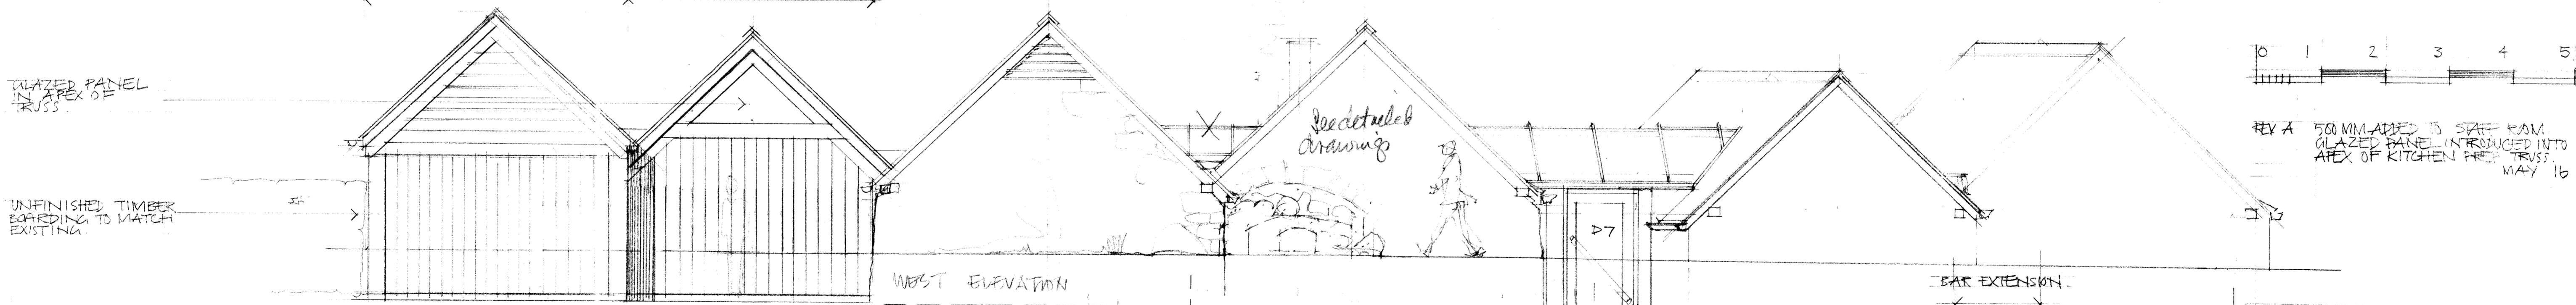 GLAZED PANEL
IN APEX OF
TRUSS.
UNFINISHED TIMBER
BOARDING TO MATCH
EXISTING.
See detailed
drawings
D7
WEST ELEVATION
BAR EXTENSION
0 1 2 3 4 5
REV A 500 MM ADDED TO STAFF ROOM
GLAZED PANEL INTRODUCED INTO
APEX OF KITCHEN PREP TRUSS.
MAY 16